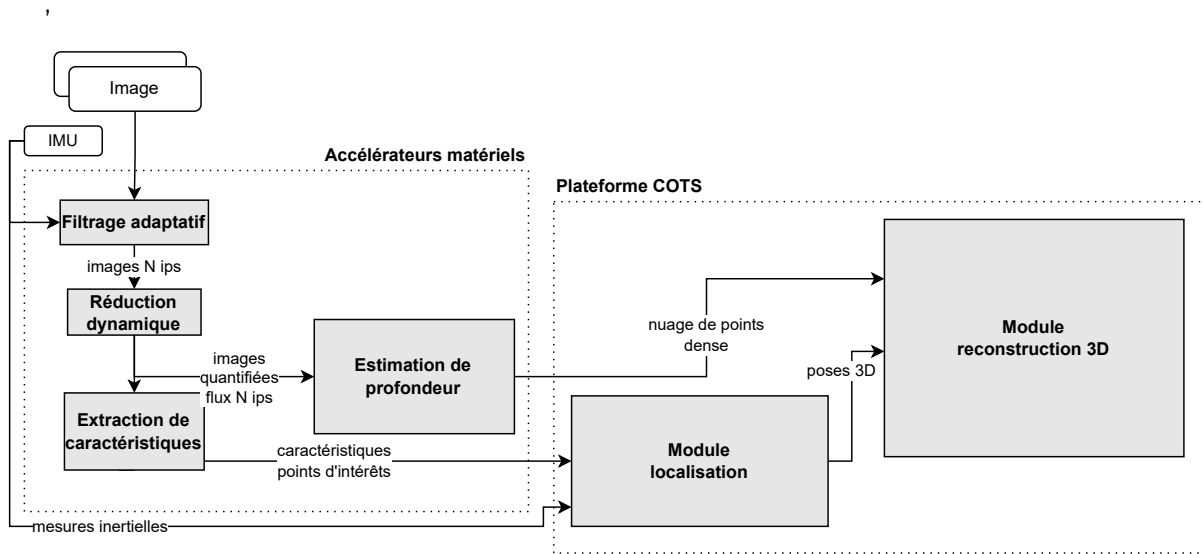 ,
Image
IMU
Accélérateurs matériels
Plateforme COTS
Filtrage adaptatif
images N ips
Réduction
dynamique
images
quantifiées
flux N ips
Estimation de
profondeur
nuage de points
dense
Module
reconstruction 3D
poses 3D
Extraction de
caractéristiques
caractéristiques
points d'intérêts
Module
localisation
mesures inertielles